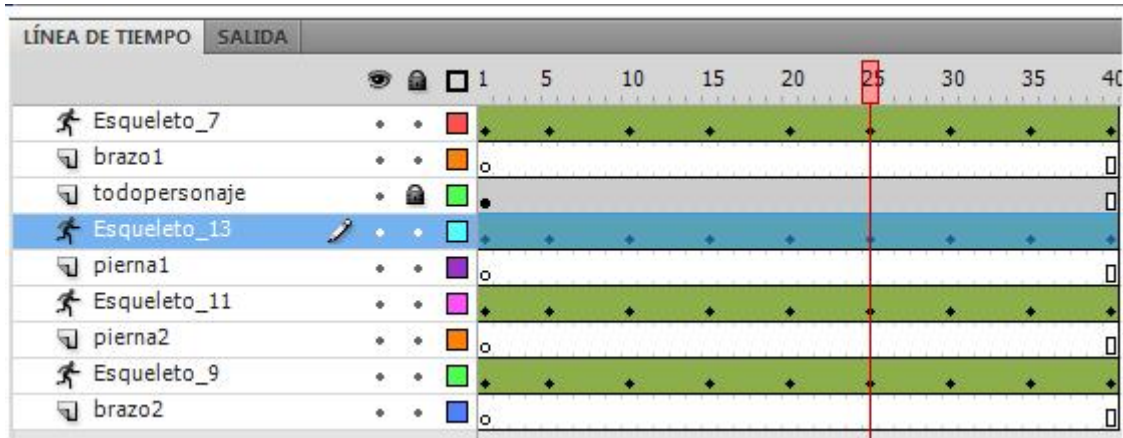 LÍNEA DE TIEMPO SALIDA
1 5 10 15 20 25 30 35 40
Esqueleto_7
brazo1
todopersonaje
Esqueleto_13
pierna1
Esqueleto_11
pierna2
Esqueleto_9
brazo2